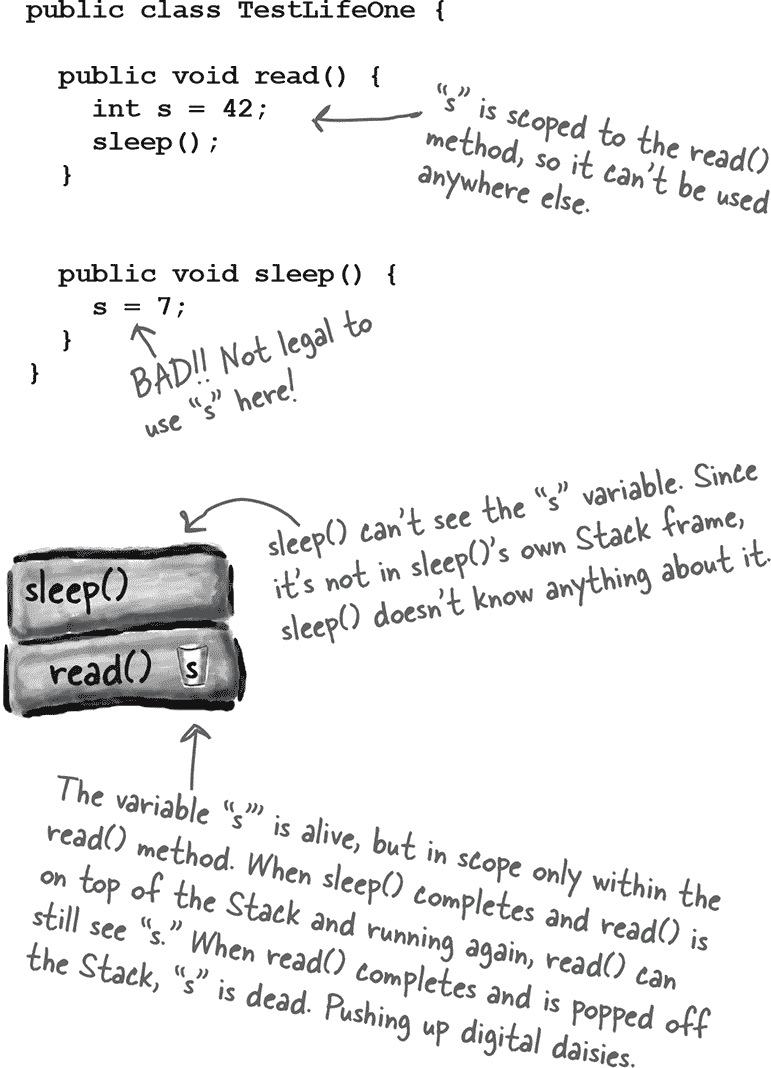 public class TestLifeOne {
public void read() {
int s = 42;
sleep();
}
“s” is scoped to the read()
method, so it can’t be used
anywhere else.
public void sleep() {
s = 7;
}
}
BAD!! Not legal to
use “s” here!
sleep() can’t see the “s” variable. Since
it’s not in sleep()’s own Stack frame,
sleep() doesn’t know anything about it.
sleep()
read() s
The variable “s”’ is alive, but in scope only within the
read() method. When sleep() completes and read() is
on top of the Stack and running again, read() can
still see “s.” When read() completes and is popped off
the Stack, “s” is dead. Pushing up digital daisies.